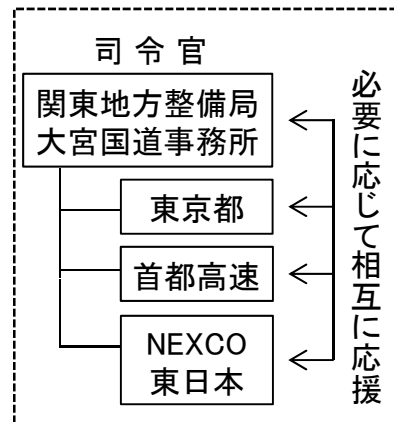 司令官
関東地方整備局
大宮国道事務所
東京都
首都高速
NEXCO
東日本
必要に応じて相互に応援